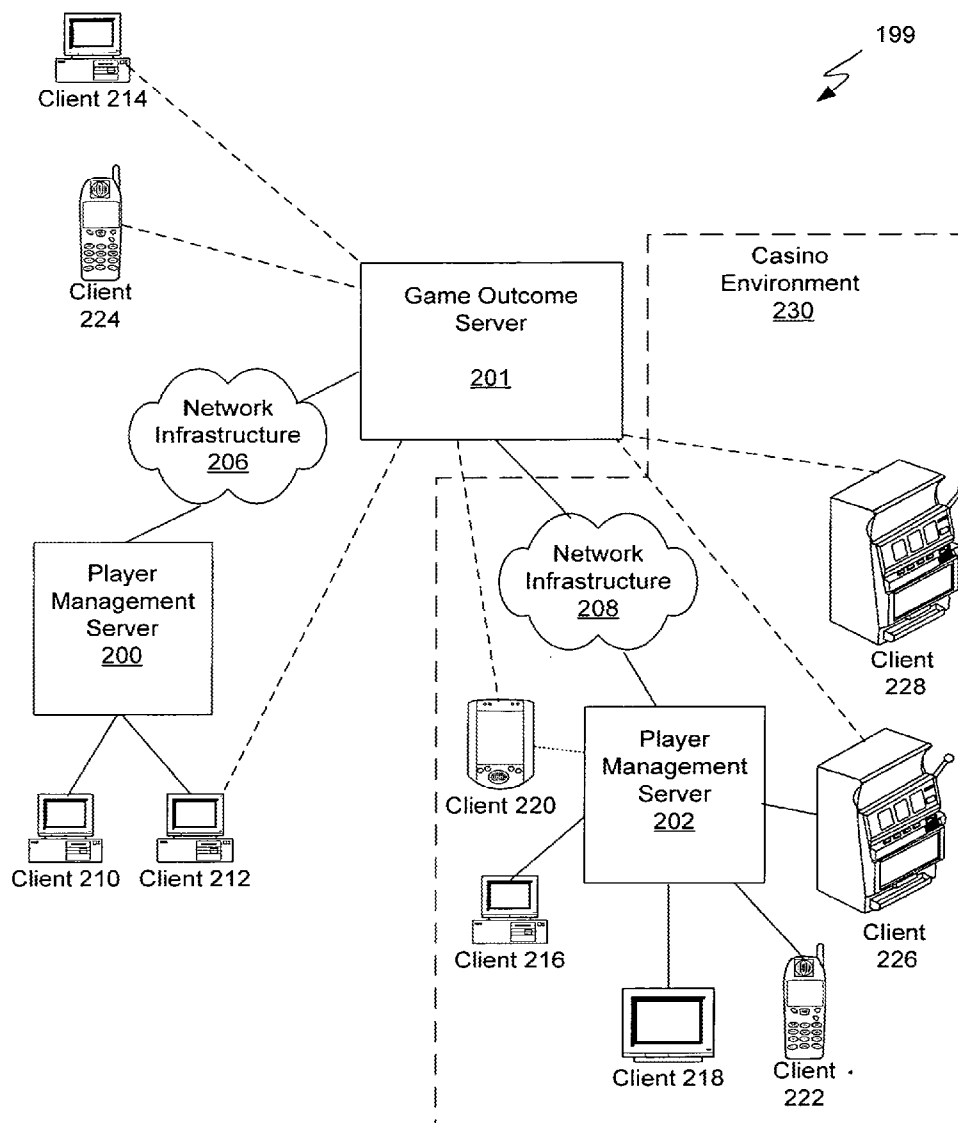 199
Client 214
Client
224
Casino
Environment
230
Game Outcome
Server
201
Network
Infrastructure
206
Network
Infrastructure
208
Player
Management
Server
200
Client
228
Player
Management
Server
202
Client 220
Client 210
Client 212
Client 216
Client
226
Client 218
Client
222